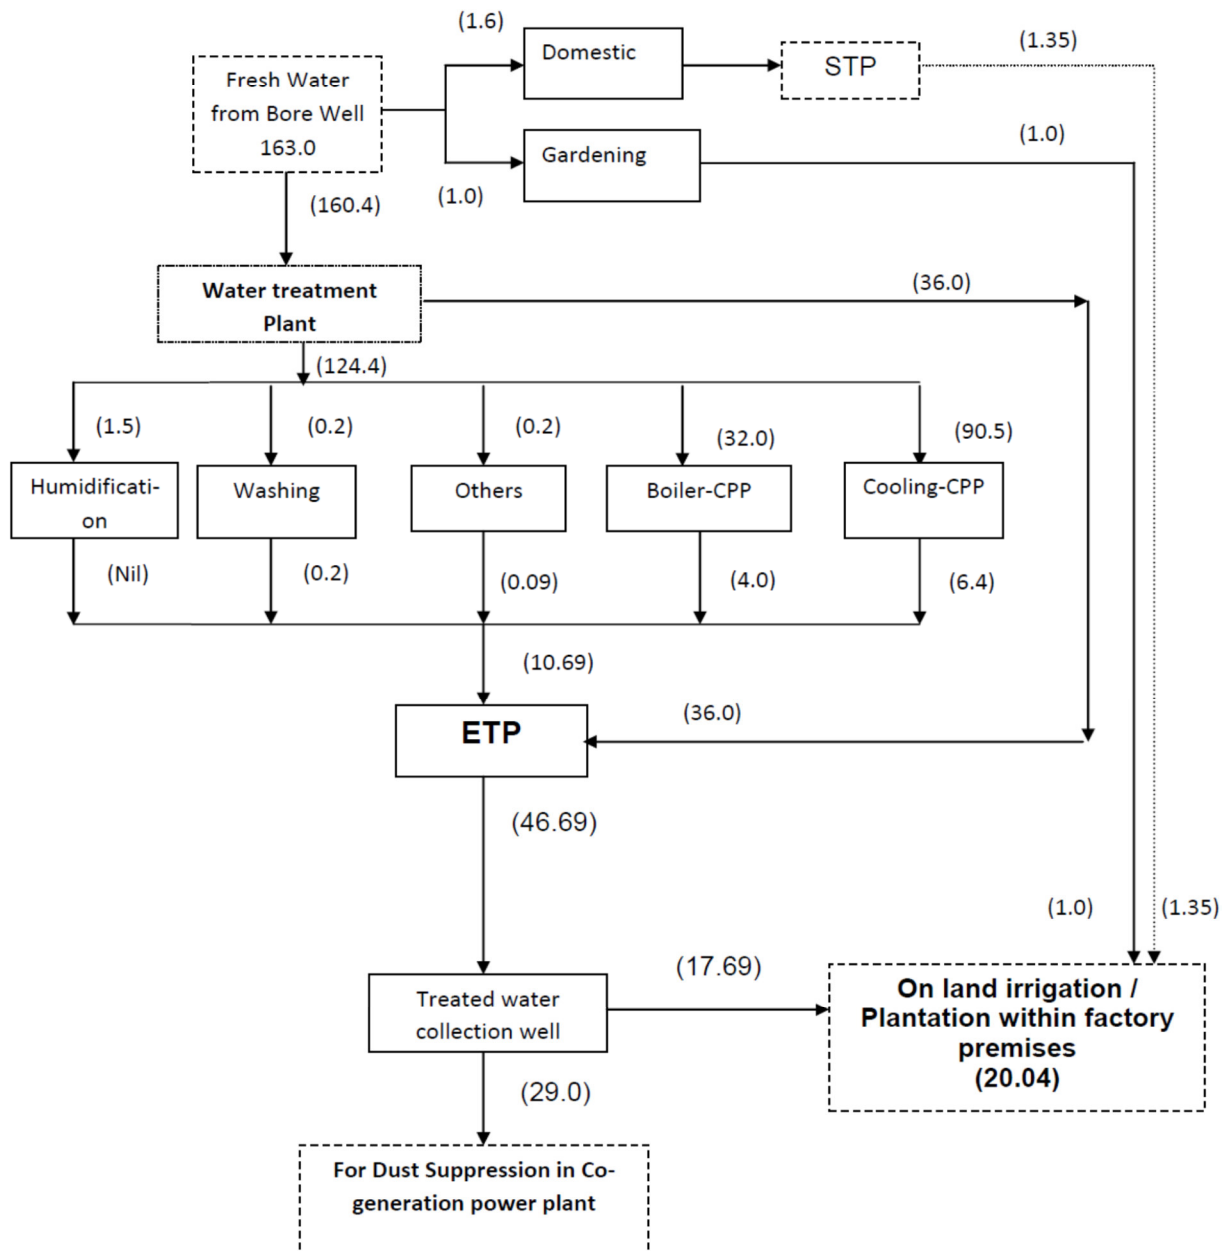 (1.6)
Domestic
STP
(1.35)
Fresh Water
from Bore Well
163.0
Gardening
(1.0)
(1.0)
(160.4)
Water treatment
Plant
(36.0)
(124.4)
(1.5)
(0.2)
(0.2)
(32.0)
(90.5)
Humidificati-
on
Washing
Others
Boiler-CPP
Cooling-CPP
(Nil)
(0.2)
(0.09)
(4.0)
(6.4)
(10.69)
ETP
(36.0)
(46.69)
(1.0)
(1.35)
(17.69)
Treated water
collection well
On land irrigation /
Plantation within factory
premises
(20.04)
(29.0)
For Dust Suppression in Co-
generation power plant